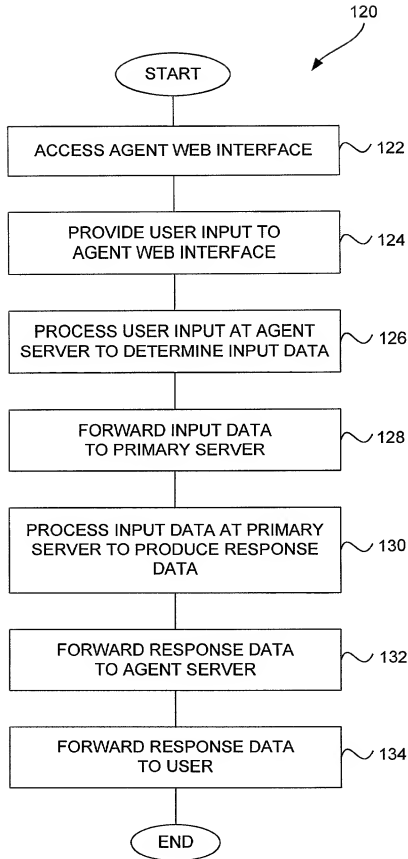 120
START
ACCESS AGENT WEB INTERFACE
122
PROVIDE USER INPUT TO
AGENT WEB INTERFACE
124
PROCESS USER INPUT AT AGENT
SERVER TO DETERMINE INPUT DATA
126
FORWARD INPUT DATA
TO PRIMARY SERVER
128
PROCESS INPUT DATA AT PRIMARY
SERVER TO PRODUCE RESPONSE
DATA
130
FORWARD RESPONSE DATA
TO AGENT SERVER
132
FORWARD RESPONSE DATA
TO USER
134
END